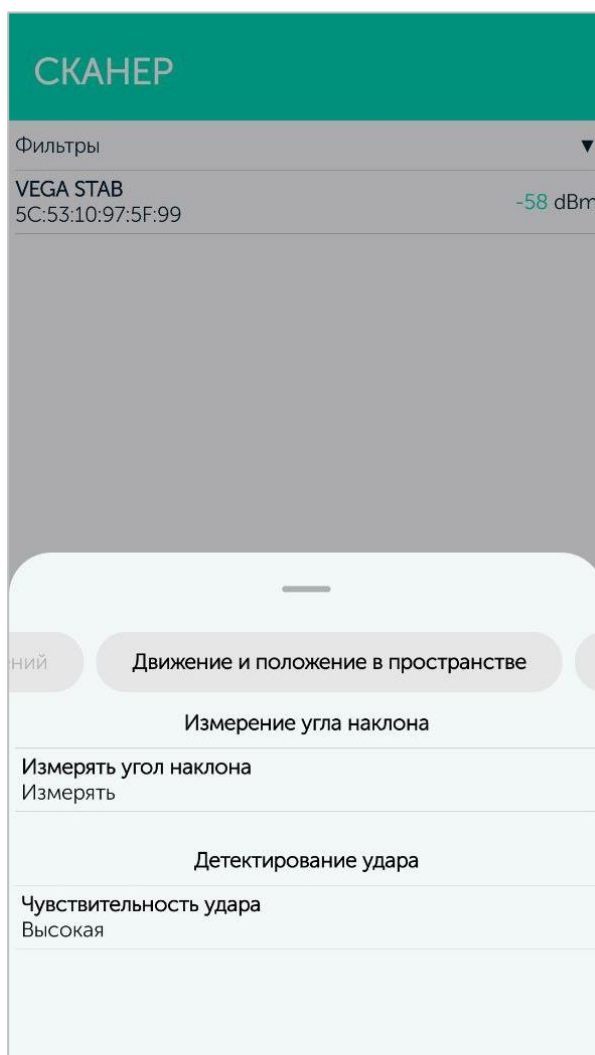 СКАНЕР
Фильтры ▼
VEGA STAB
5C:53:10:97:5F:99
-58 dBm
ений Движение и положение в пространстве
Измерение угла наклона
Измерять угол наклона
Измерять
Детектирование удара
Чувствительность удара
Высокая